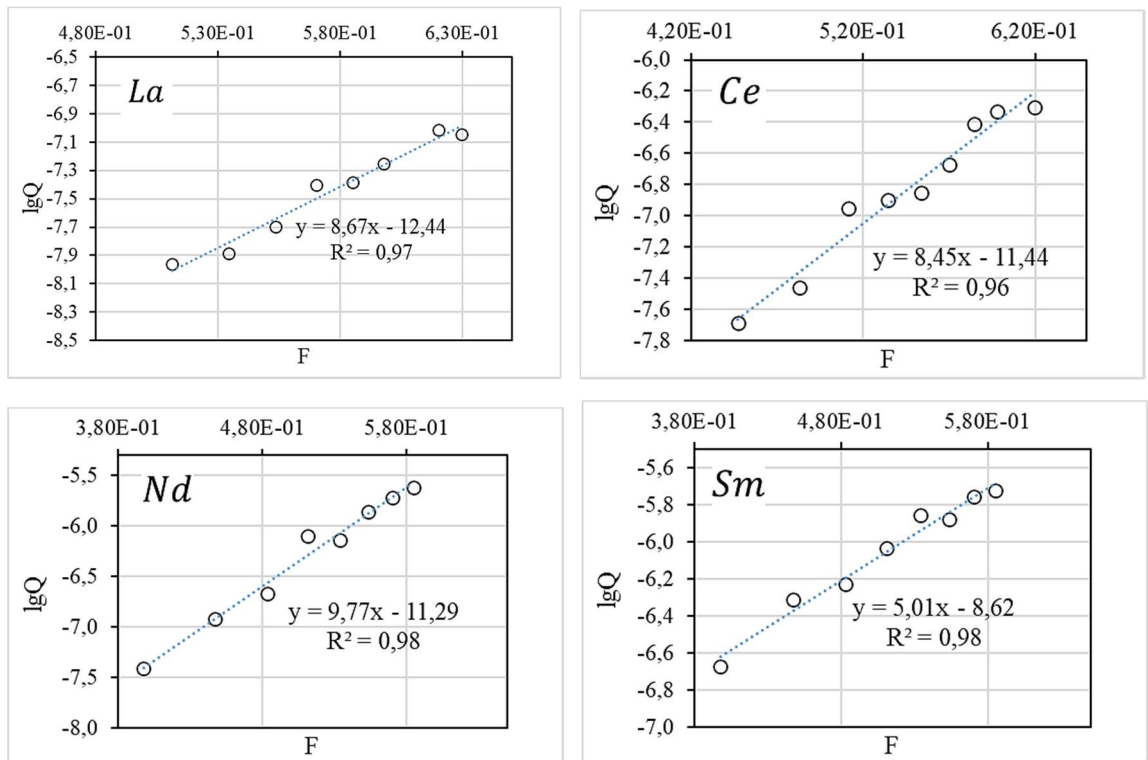 4,80E-01 5,30E-01 5,80E-01 6,30E-01
-6,5
-6,7
-6,9
-7,1
-7,3
-7,5
-7,7
-7,9
-8,1
-8,3
-8,5
lgQ
La
y = 8,67x - 12,44
R² = 0,97
F
4,20E-01 5,20E-01 6,20E-01
-6,0
-6,2
-6,4
-6,6
-6,8
-7,0
-7,2
-7,4
-7,6
-7,8
lgQ
Ce
y = 8,45x - 11,44
R² = 0,96
F
3,80E-01 4,80E-01 5,80E-01
-5,5
-6,0
-6,5
-7,0
-7,5
-8,0
lgQ
Nd
y = 9,77x - 11,29
R² = 0,98
F
3,80E-01 4,80E-01 5,80E-01
-5,6
-5,8
-6,0
-6,2
-6,4
-6,6
-6,8
-7,0
lgQ
Sm
y = 5,01x - 8,62
R² = 0,98
F